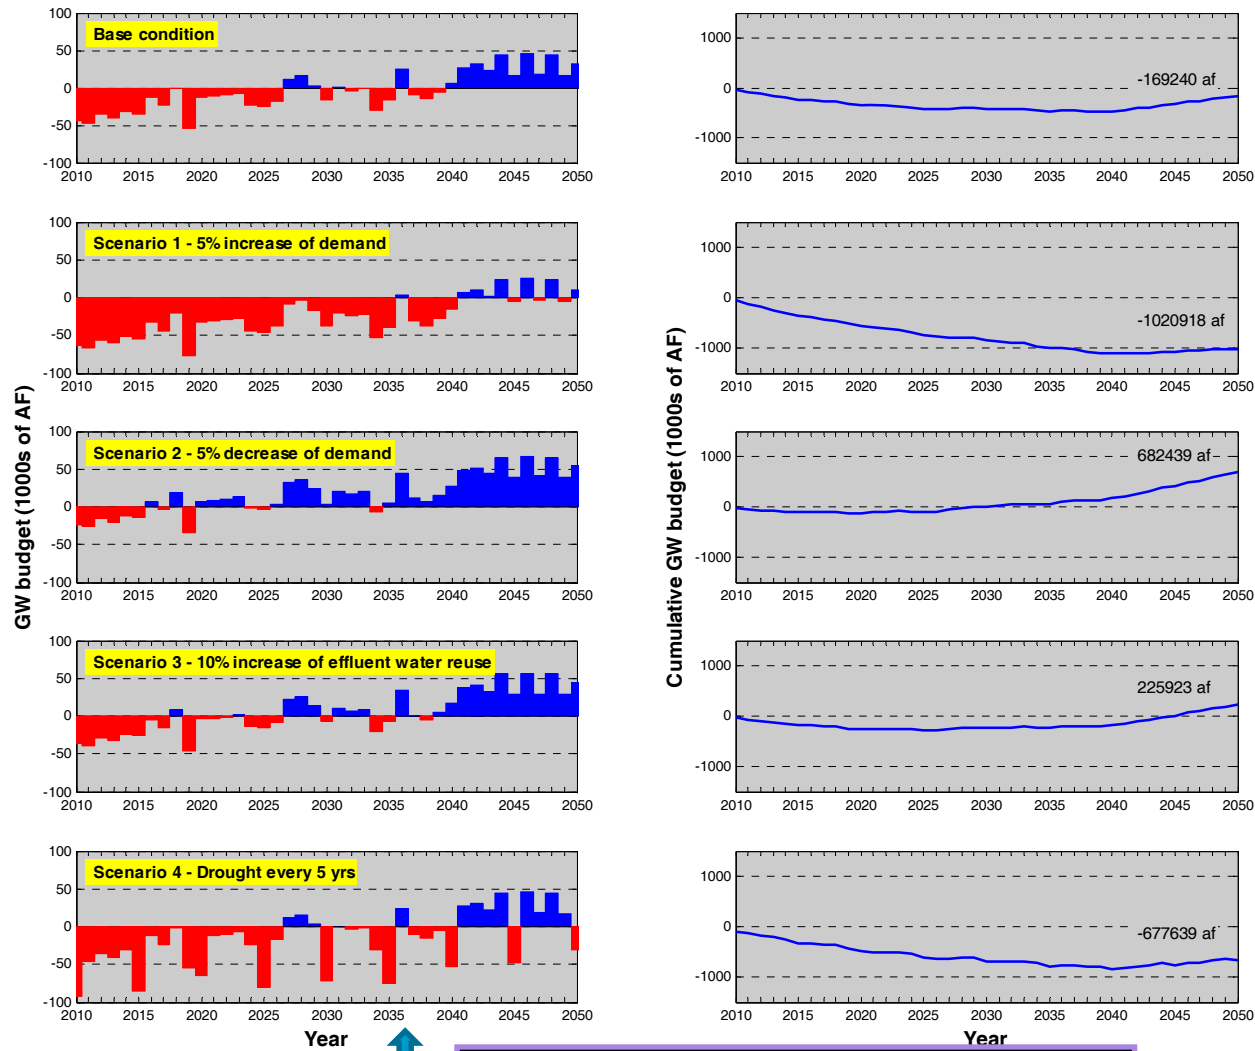 100
50
0
-50
-100
Base condition
2010 2015 2020 2025 2030 2035 2040 2045 2050
1000
0
-1000
-169240 af
2010 2015 2020 2025 2030 2035 2040 2045 2050
100
50
0
-50
-100
Scenario 1 - 5% increase of demand
2010 2015 2020 2025 2030 2035 2040 2045 2050
1000
0
-1000
-1020918 af
2010 2015 2020 2025 2030 2035 2040 2045 2050
GW budget (1000s of AF)
100
50
0
-50
-100
Scenario 2 - 5% decrease of demand
2010 2015 2020 2025 2030 2035 2040 2045 2050
Cumulative GW budget (1000s of AF)
1000
0
-1000
682439 af
2010 2015 2020 2025 2030 2035 2040 2045 2050
100
50
0
-50
-100
Scenario 3 - 10% increase of effluent water reuse
2010 2015 2020 2025 2030 2035 2040 2045 2050
1000
0
-1000
225923 af
2010 2015 2020 2025 2030 2035 2040 2045 2050
100
50
0
-50
-100
Scenario 4 - Drought every 5 yrs
2010 2015 2020 2025 2030 2035 2040 2045 2050
Year
1000
0
-1000
-677639 af
2010 2015 2020 2025 2030 2035 2040 2045 2050
Year